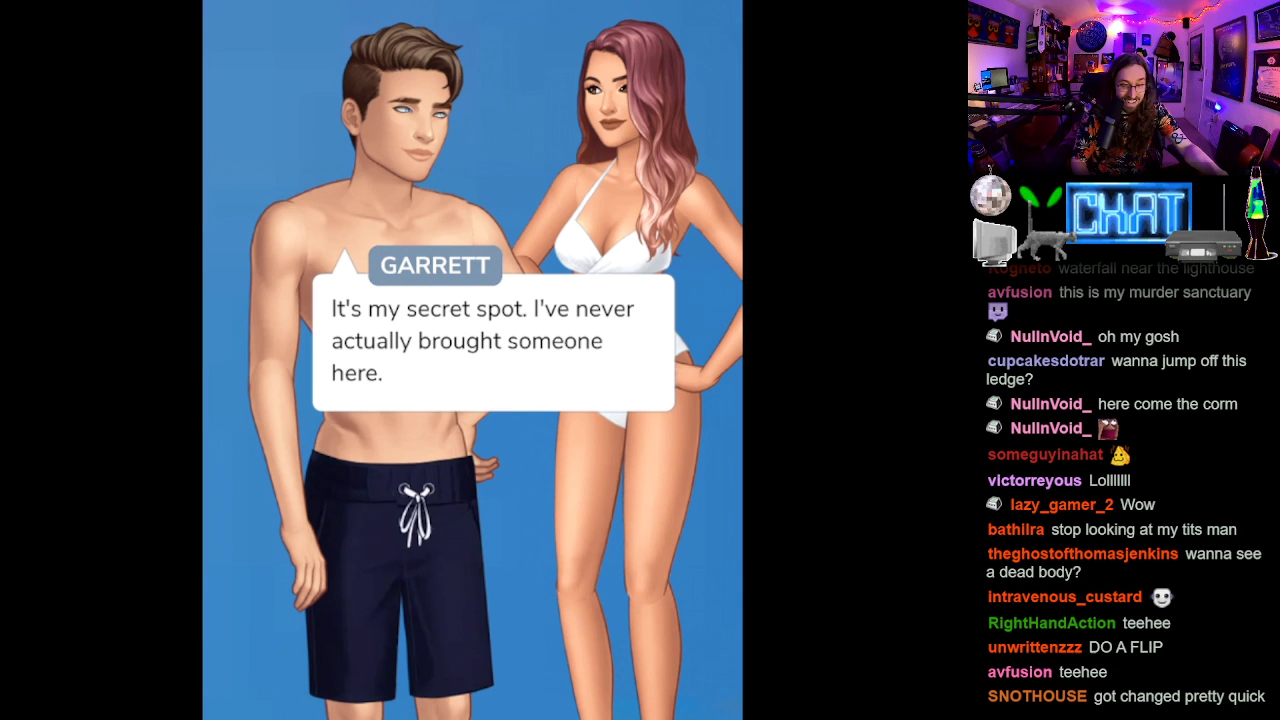 GARRETT
It's my secret spot. I've never
actually brought someone
here.
CHAT
Rogneto waterfall near the lighthouse
avfusion this is my murder sanctuary
NullnVoid_ oh my gosh
cupcakesdotrar wanna jump off this
ledge?
NullnVoid_ here come the corm
NullnVoid_
someguyinahat
victorreyous Lolllllll
lazy_gamer_2 Wow
bathilra stop looking at my tits man
theghostofthomasjenkins wanna see
a dead body?
intravenous_custard
RightHandAction teehee
unwrittenzzz DO A FLIP
avfusion teehee
SNOTHOUSE got changed pretty quick